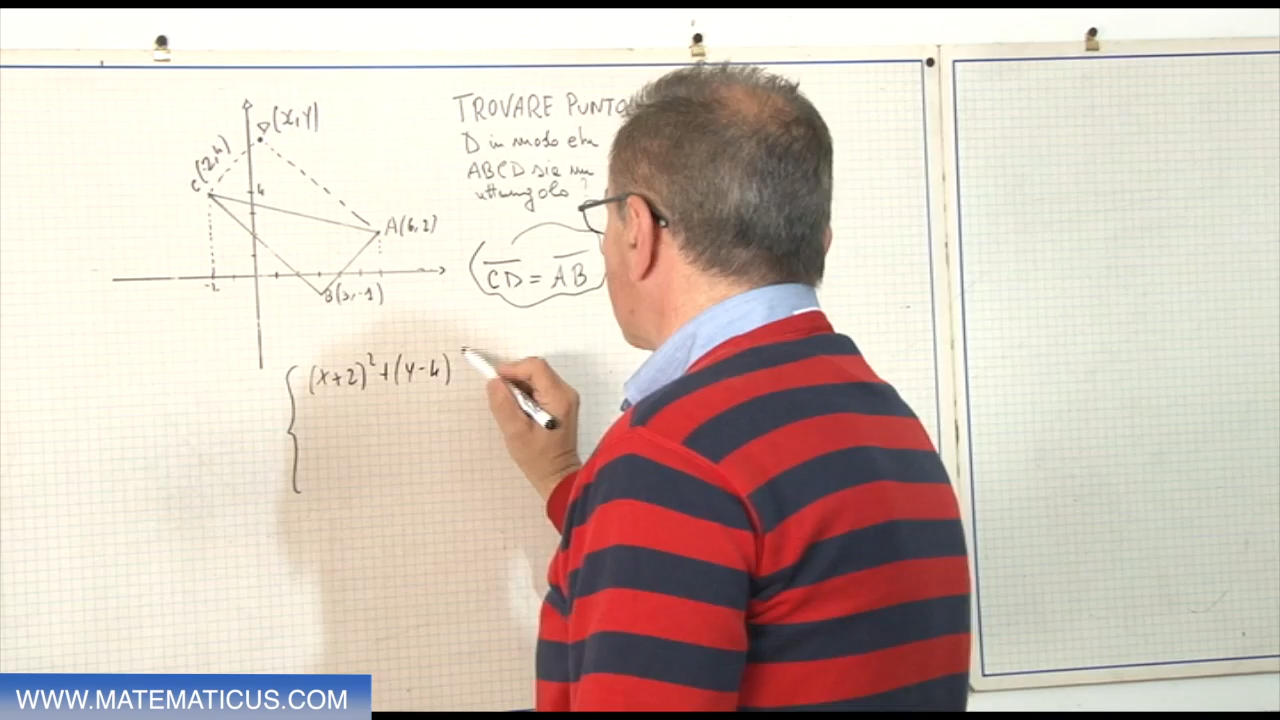 D(x,y)
TROVARE PUNTO
D in modo che
C(-2,4)
ABCD sia un
4
rettangolo?
A(6,2)
CD = AB
-2
B(3,-1)
(x+2)²+(y-4)
WWW.MATEMATICUS.COM